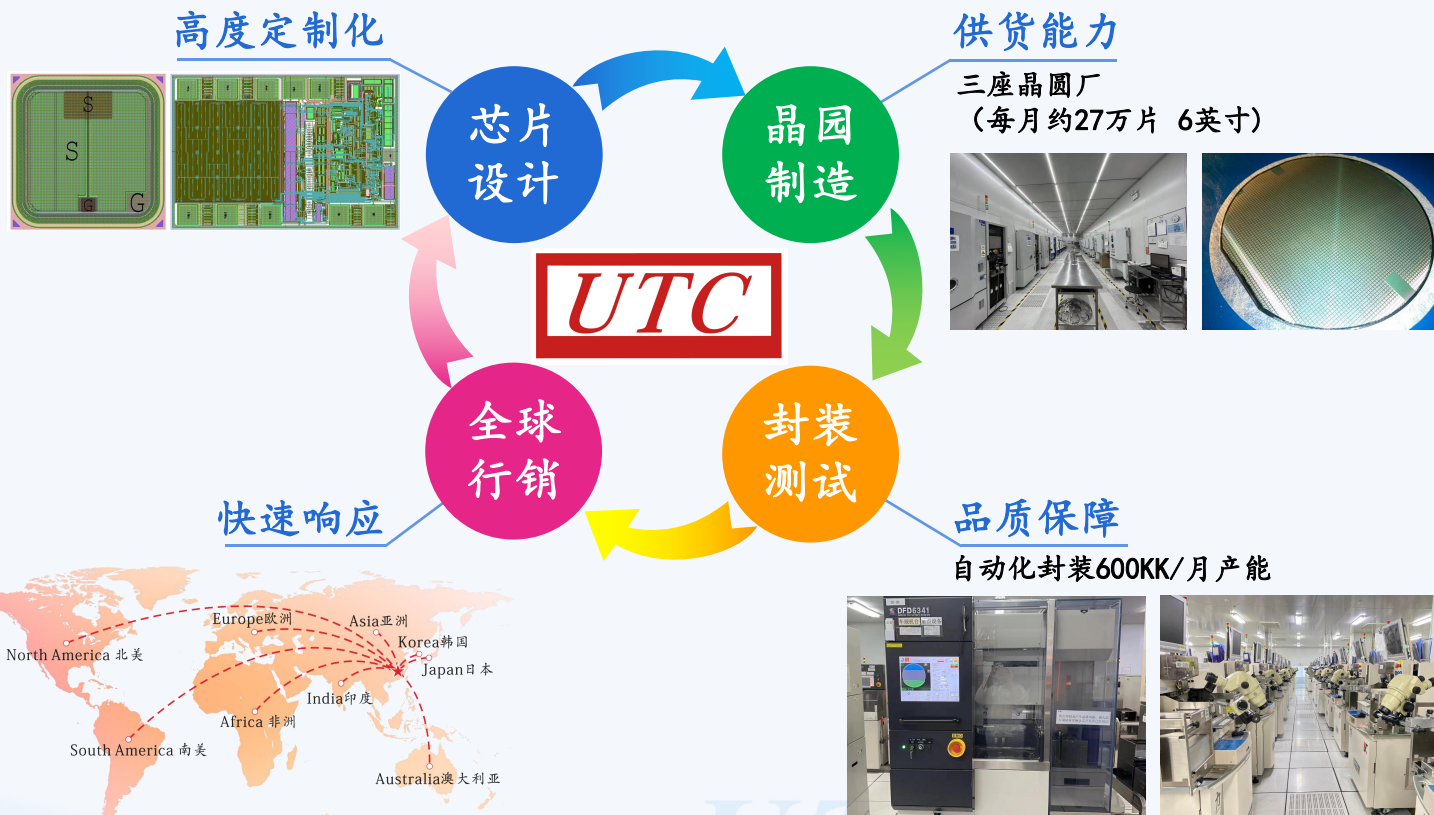 高度定制化
供货能力
三座晶圆厂
（每月约27万片 6英寸）
S
S
G
G
芯片
设计
晶园
制造
UTC
全球
行销
封装
测试
快速响应
品质保障
自动化封装600KK/月产能
Europe欧洲
Asia亚洲
Korea韩国
North America 北美
Japan日本
India印度
Africa 非洲
South America 南美
Australia澳大利亚
DFD6341